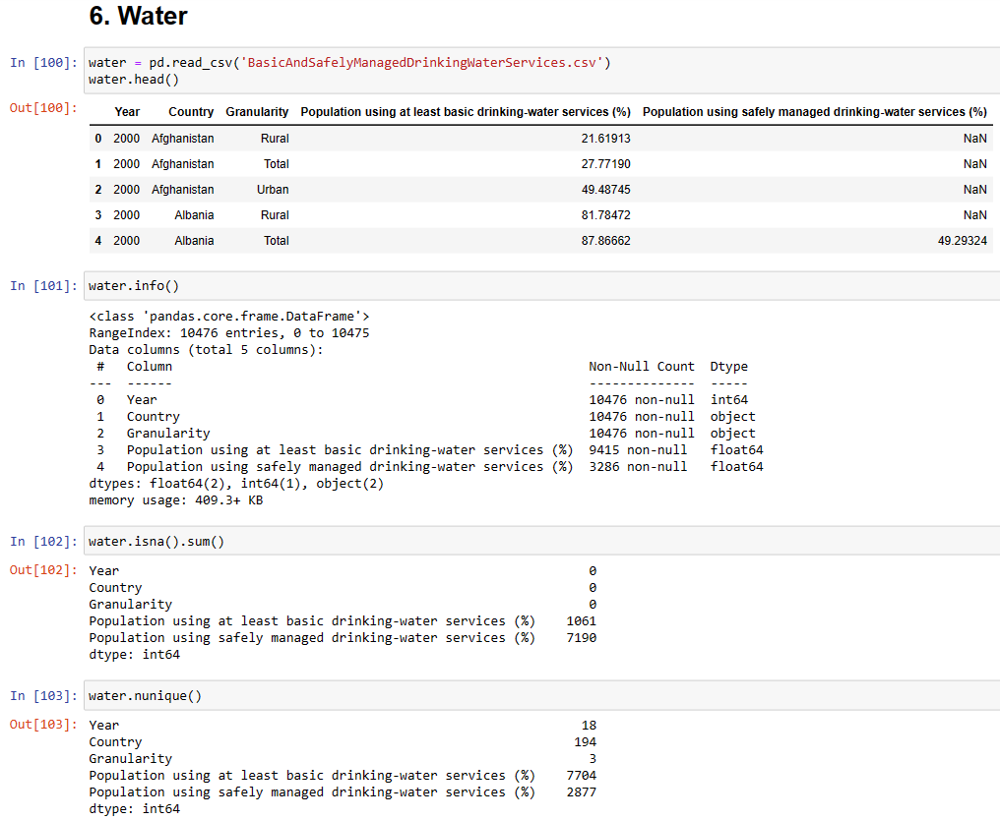 6. Water
In [100]: water = pd.read_csv('BasicAndSafelyManagedDrinkingWaterServices.csv')
water.head()
Out[100]:
Year Country Granularity Population using at least basic drinking-water services (%) Population using safely managed drinking-water services (%)
0 2000 Afghanistan Rural 21.61913 NaN
1 2000 Afghanistan Total 27.77190 NaN
2 2000 Afghanistan Urban 49.48745 NaN
3 2000 Albania Rural 81.78472 NaN
4 2000 Albania Total 87.86662 49.29324
In [101]: water.info()
<class 'pandas.core.frame.DataFrame'>
RangeIndex: 10476 entries, 0 to 10475
Data columns (total 5 columns):
# Column Non-Null Count Dtype
--- ------ -------------- -----
0 Year 10476 non-null int64
1 Country 10476 non-null object
2 Granularity 10476 non-null object
3 Population using at least basic drinking-water services (%) 9415 non-null float64
4 Population using safely managed drinking-water services (%) 3286 non-null float64
dtypes: float64(2), int64(1), object(2)
memory usage: 409.3+ KB
In [102]: water.isna().sum()
Out[102]: Year 0
Country 0
Granularity 0
Population using at least basic drinking-water services (%) 1061
Population using safely managed drinking-water services (%) 7190
dtype: int64
In [103]: water.nunique()
Out[103]: Year 18
Country 194
Granularity 3
Population using at least basic drinking-water services (%) 7704
Population using safely managed drinking-water services (%) 2877
dtype: int64